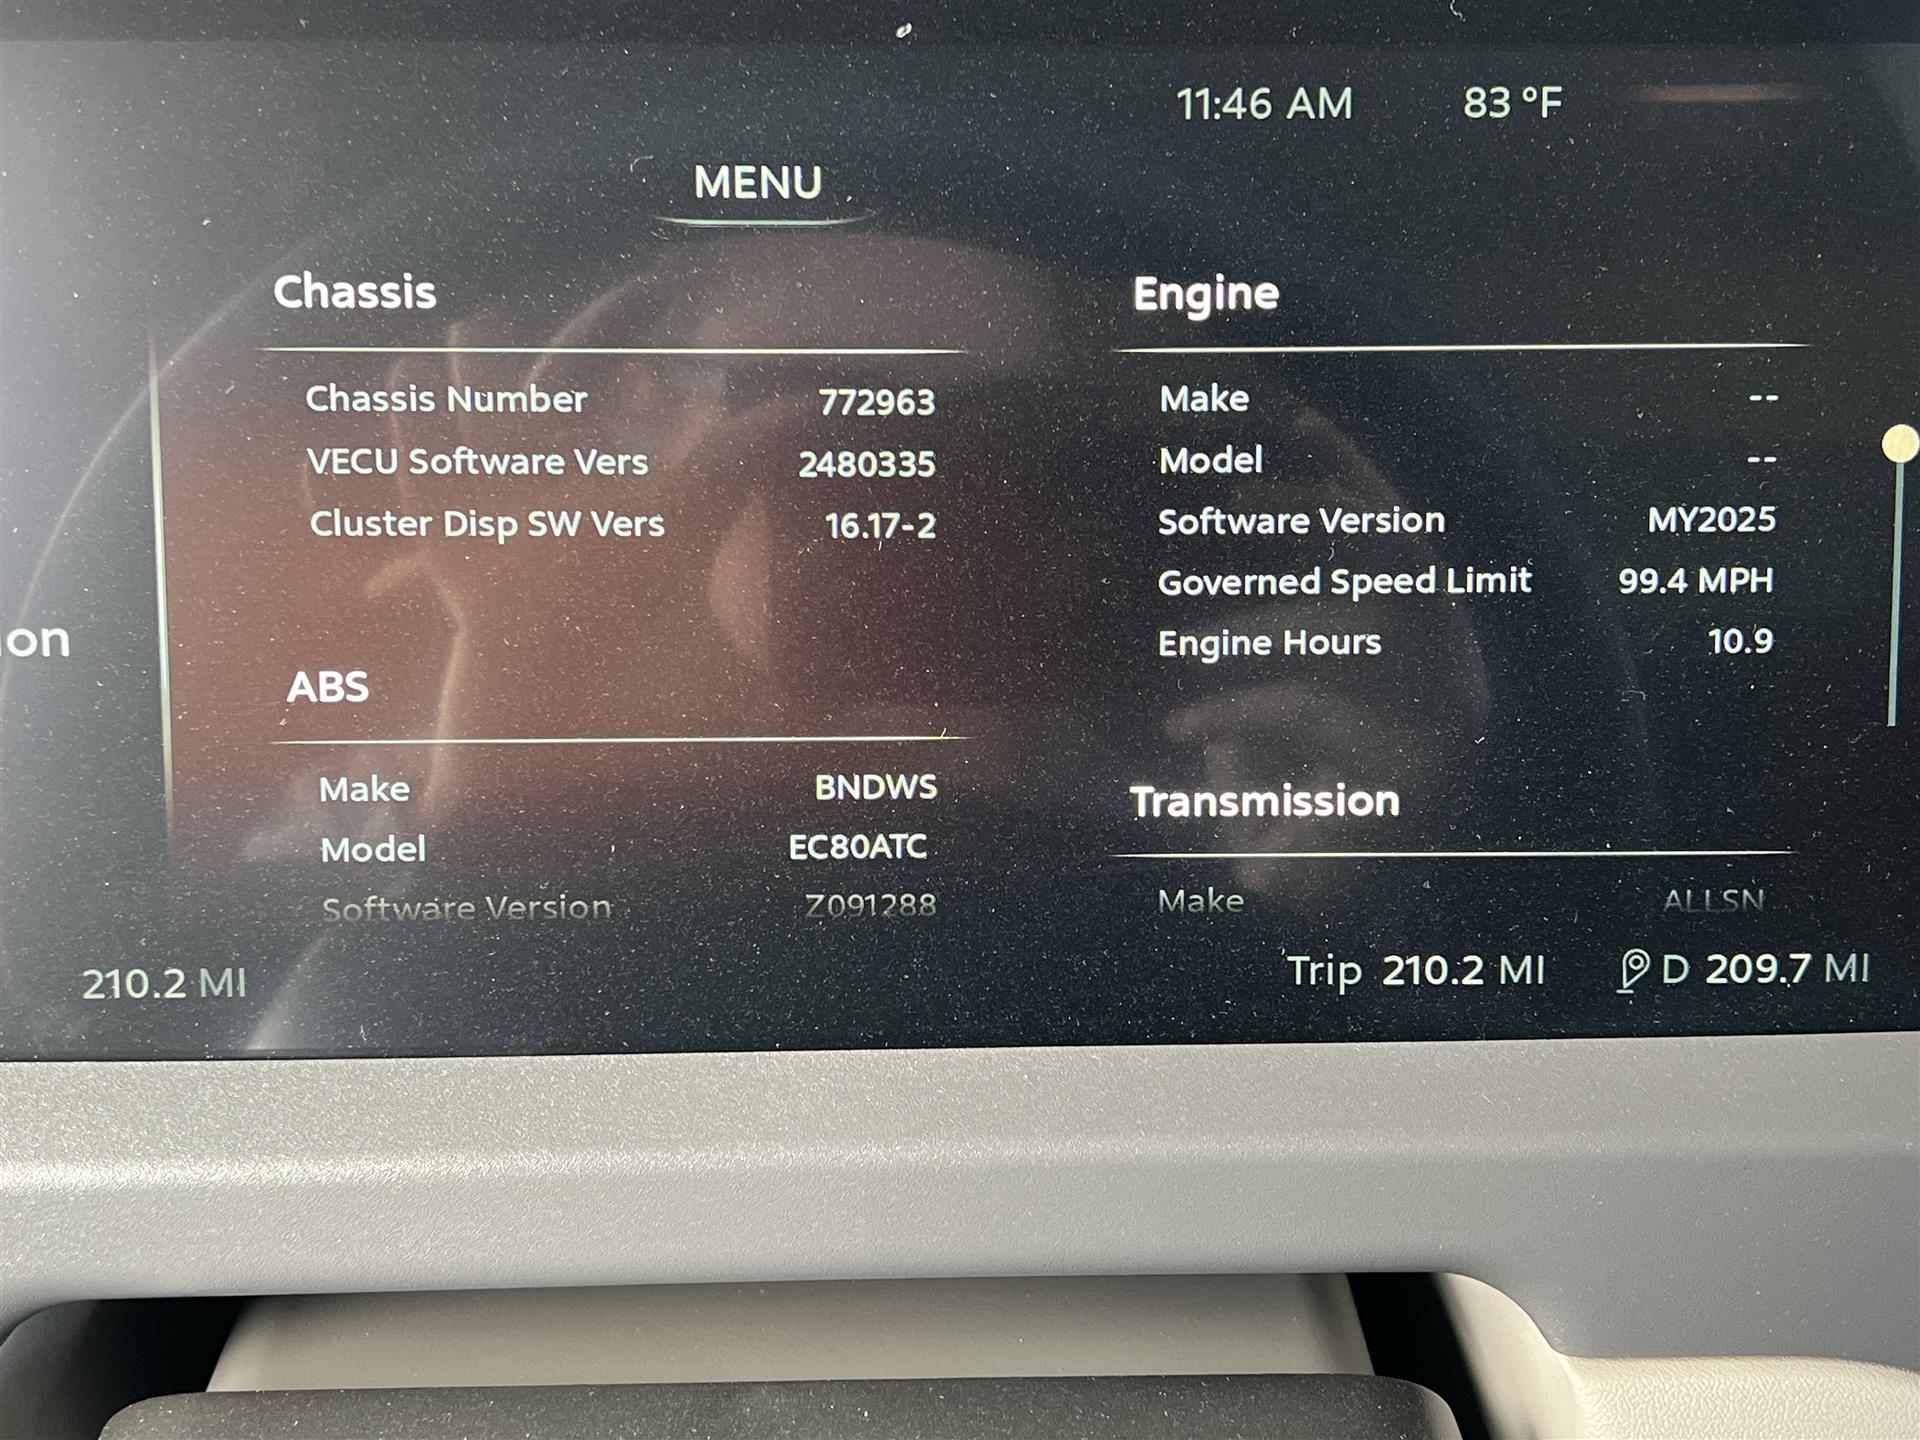 11:46 AM 83 °F
MENU
Chassis
Chassis Number 772963
VECU Software Vers 2480335
Cluster Disp SW Vers 16.17-2
ABS
Make BNDWS
Model EC80ATC
Software Version Z091288
Engine
Make --
Model --
Software Version MY2025
Governed Speed Limit 99.4 MPH
Engine Hours 10.9
Transmission
Make ALLSN
on
210.2 MI
Trip 210.2 MI D 209.7 MI